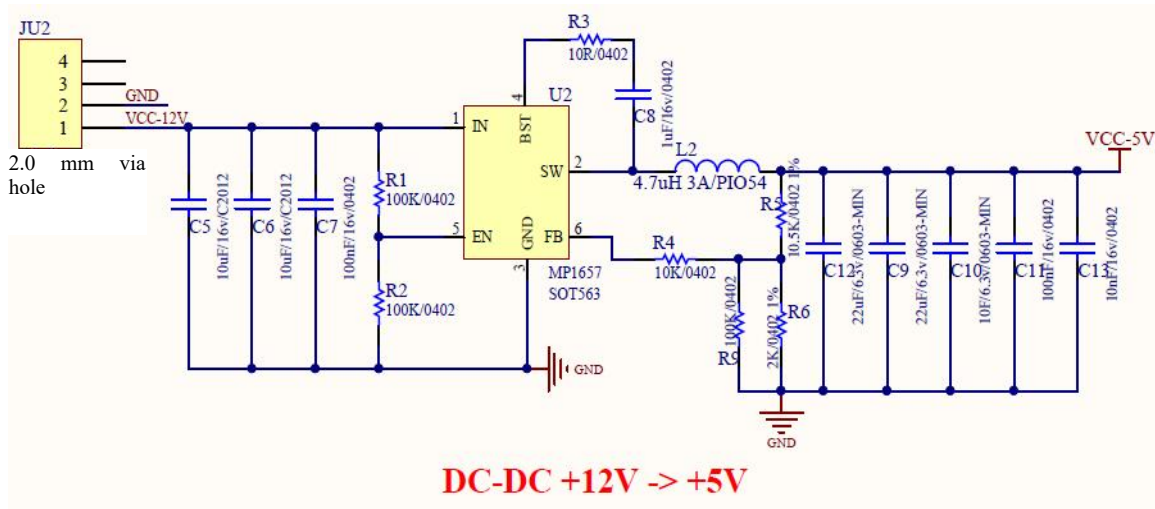 JU2
4
3
2
1
GND
VCC-12V
2.0 mm via
hole
C5
10uF/16v/C2012
C6
10uF/16v/C2012
C7
100nF/16v/0402
R1
100K/0402
R2
100K/0402
R3
10R/0402
C8
1uF/16v/0402
U2
1
IN
4
BST
SW
2
5
EN
GND
3
FB
6
MP1657
SOT563
GND
L2
4.7uH 3A/PIO54
R4
10K/0402
R5
10.5K/0402 1%
R9
100K/0402
R6
2K/0402 1%
C12
22uF/6.3v/0603-MIN
C9
22uF/6.3v/0603-MIN
C10
10F/6.3v/0603-MIN
C11
100nF/16v/0402
C13
10nF/16v/0402
VCC-5V
GND
DC-DC +12V -> +5V